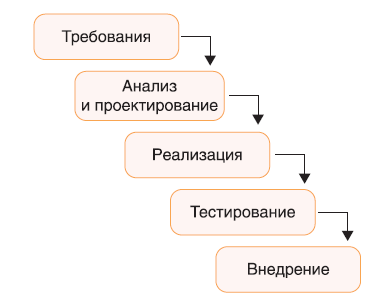 Требования
Анализ
и проектирование
Реализация
Тестирование
Внедрение